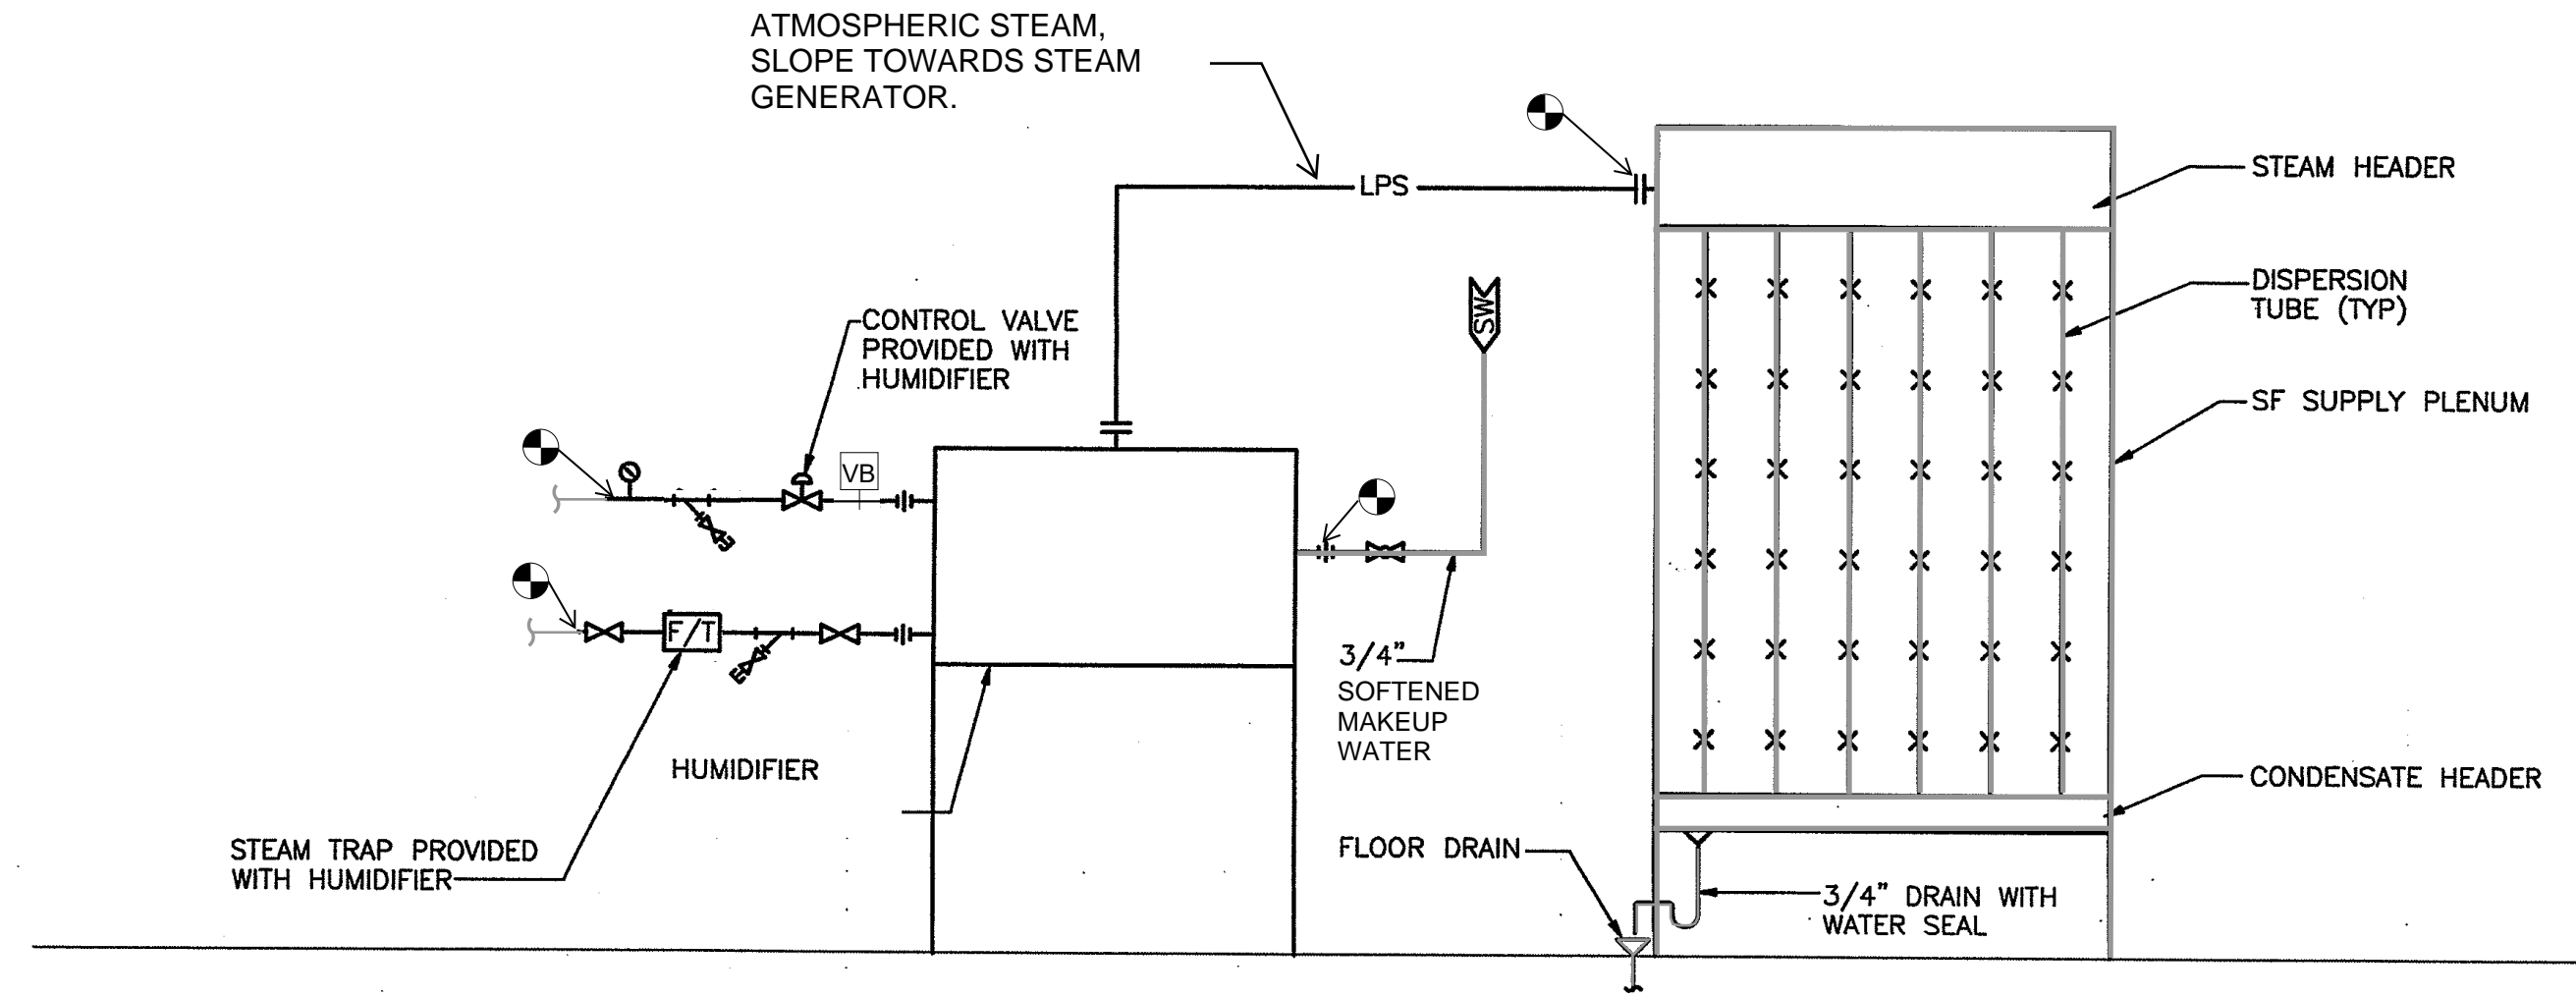 ATMOSPHERIC STEAM,
SLOPE TOWARDS STEAM
GENERATOR.
LPS
STEAM HEADER
DISPERSION
TUBE (TYP)
SW
CONTROL VALVE
PROVIDED WITH
HUMIDIFIER
SF SUPPLY PLENUM
VB
F/T
3/4"
SOFTENED
MAKEUP
WATER
HUMIDIFIER
CONDENSATE HEADER
STEAM TRAP PROVIDED
WITH HUMIDIFIER
FLOOR DRAIN
3/4" DRAIN WITH
WATER SEAL